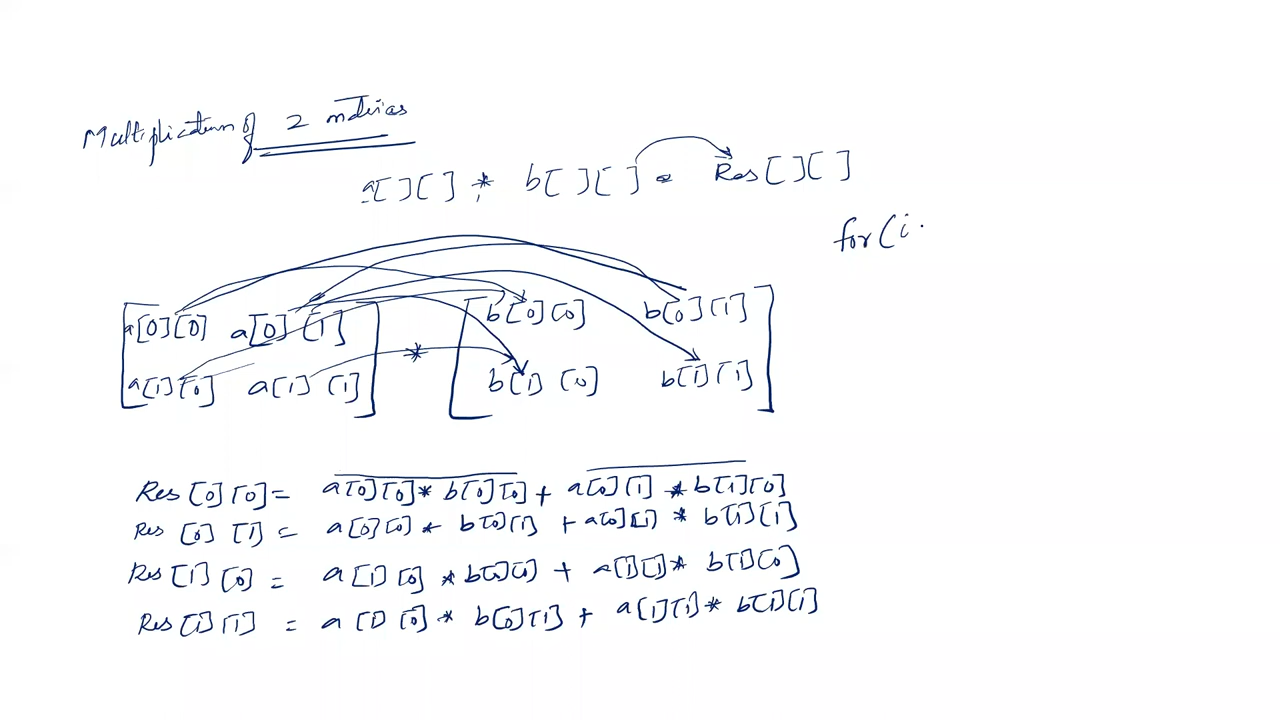 Multiplication of 2 matrices
a[][] * b[][] = Res[][]
for(i
a[0][0] a[0][1] * b[0][0] b[0][1]
a[1][0] a[1][1] b[1][0] b[1][1]
Res[0][0] = a[0][0] * b[0][0] + a[0][1] * b[1][0]
Res[0][1] = a[0][0] * b[0][1] + a[0][1] * b[1][1]
Res[1][0] = a[1][0] * b[0][0] + a[1][1] * b[1][0]
Res[1][1] = a[1][0] * b[0][1] + a[1][1] * b[1][1]